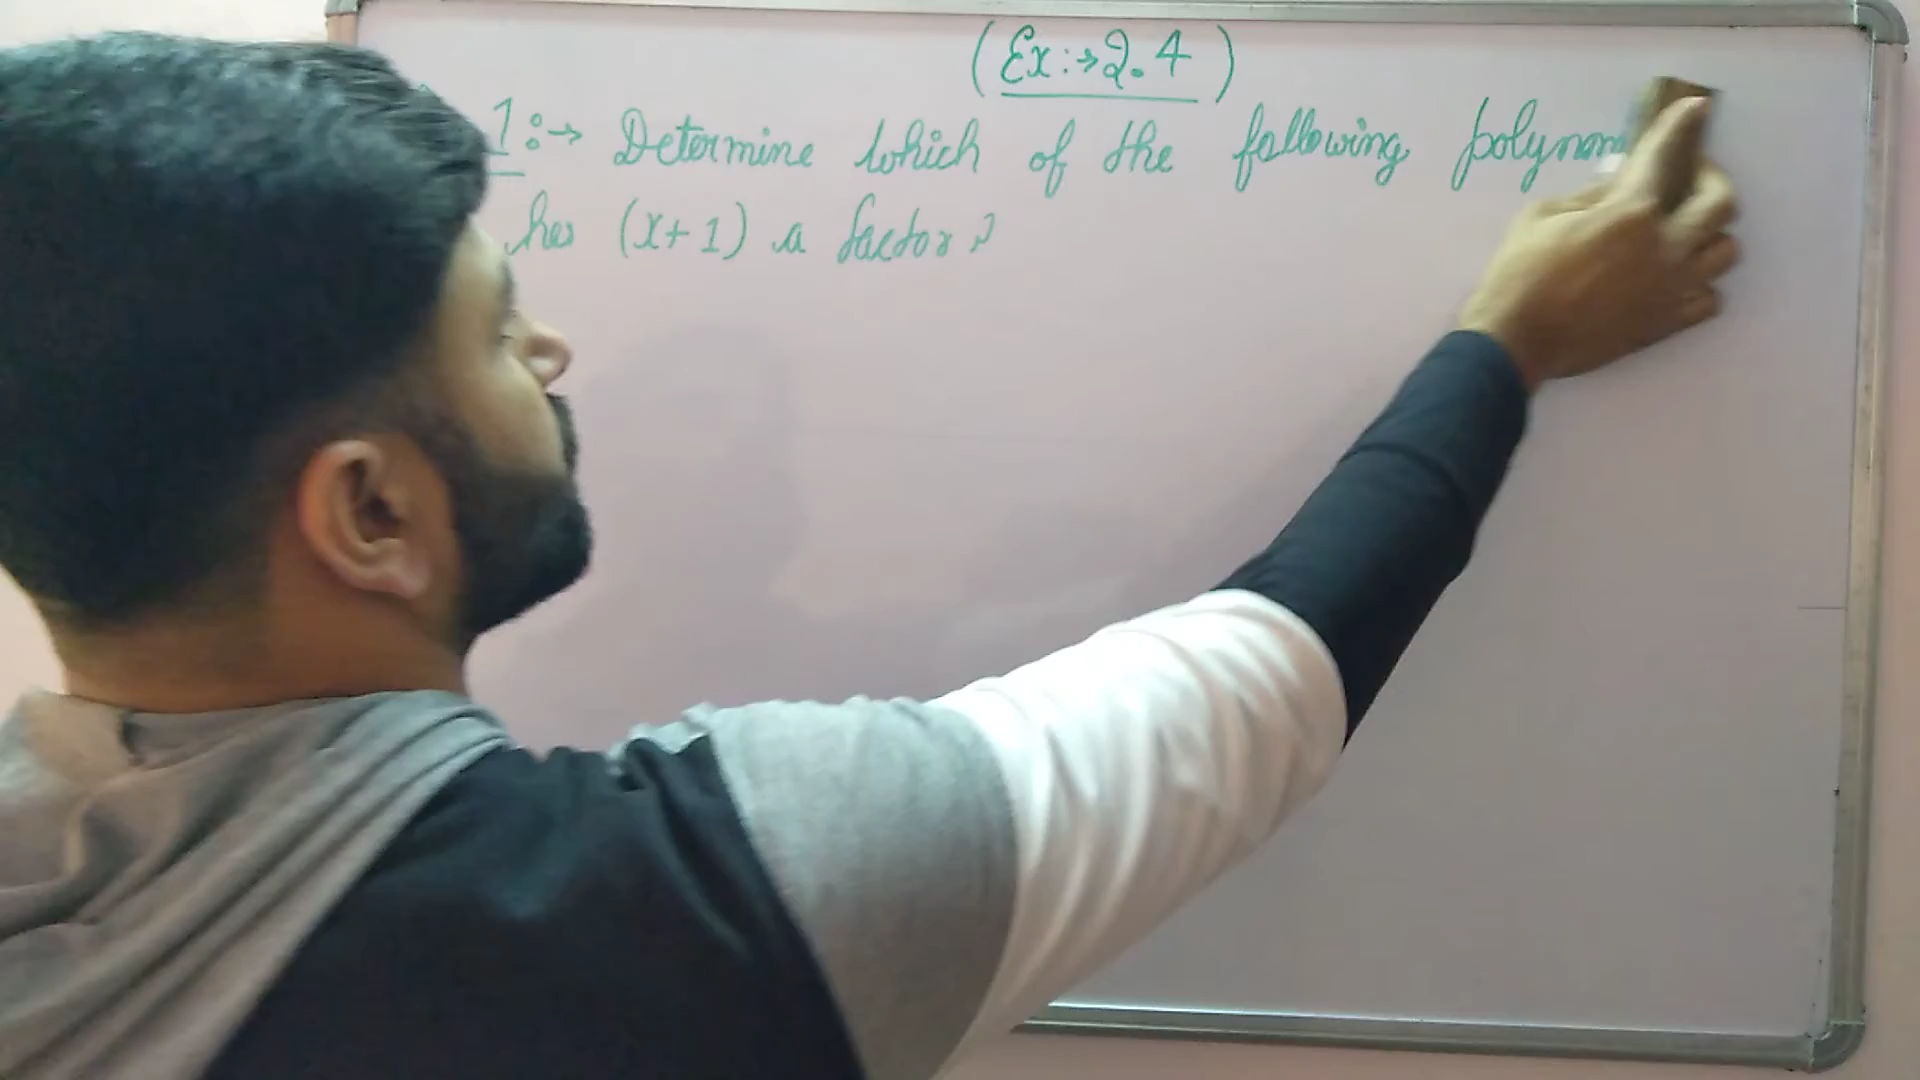 (Ex:→2.4)
1:→ Determine which of the following polynom
has (x+1) a factor?